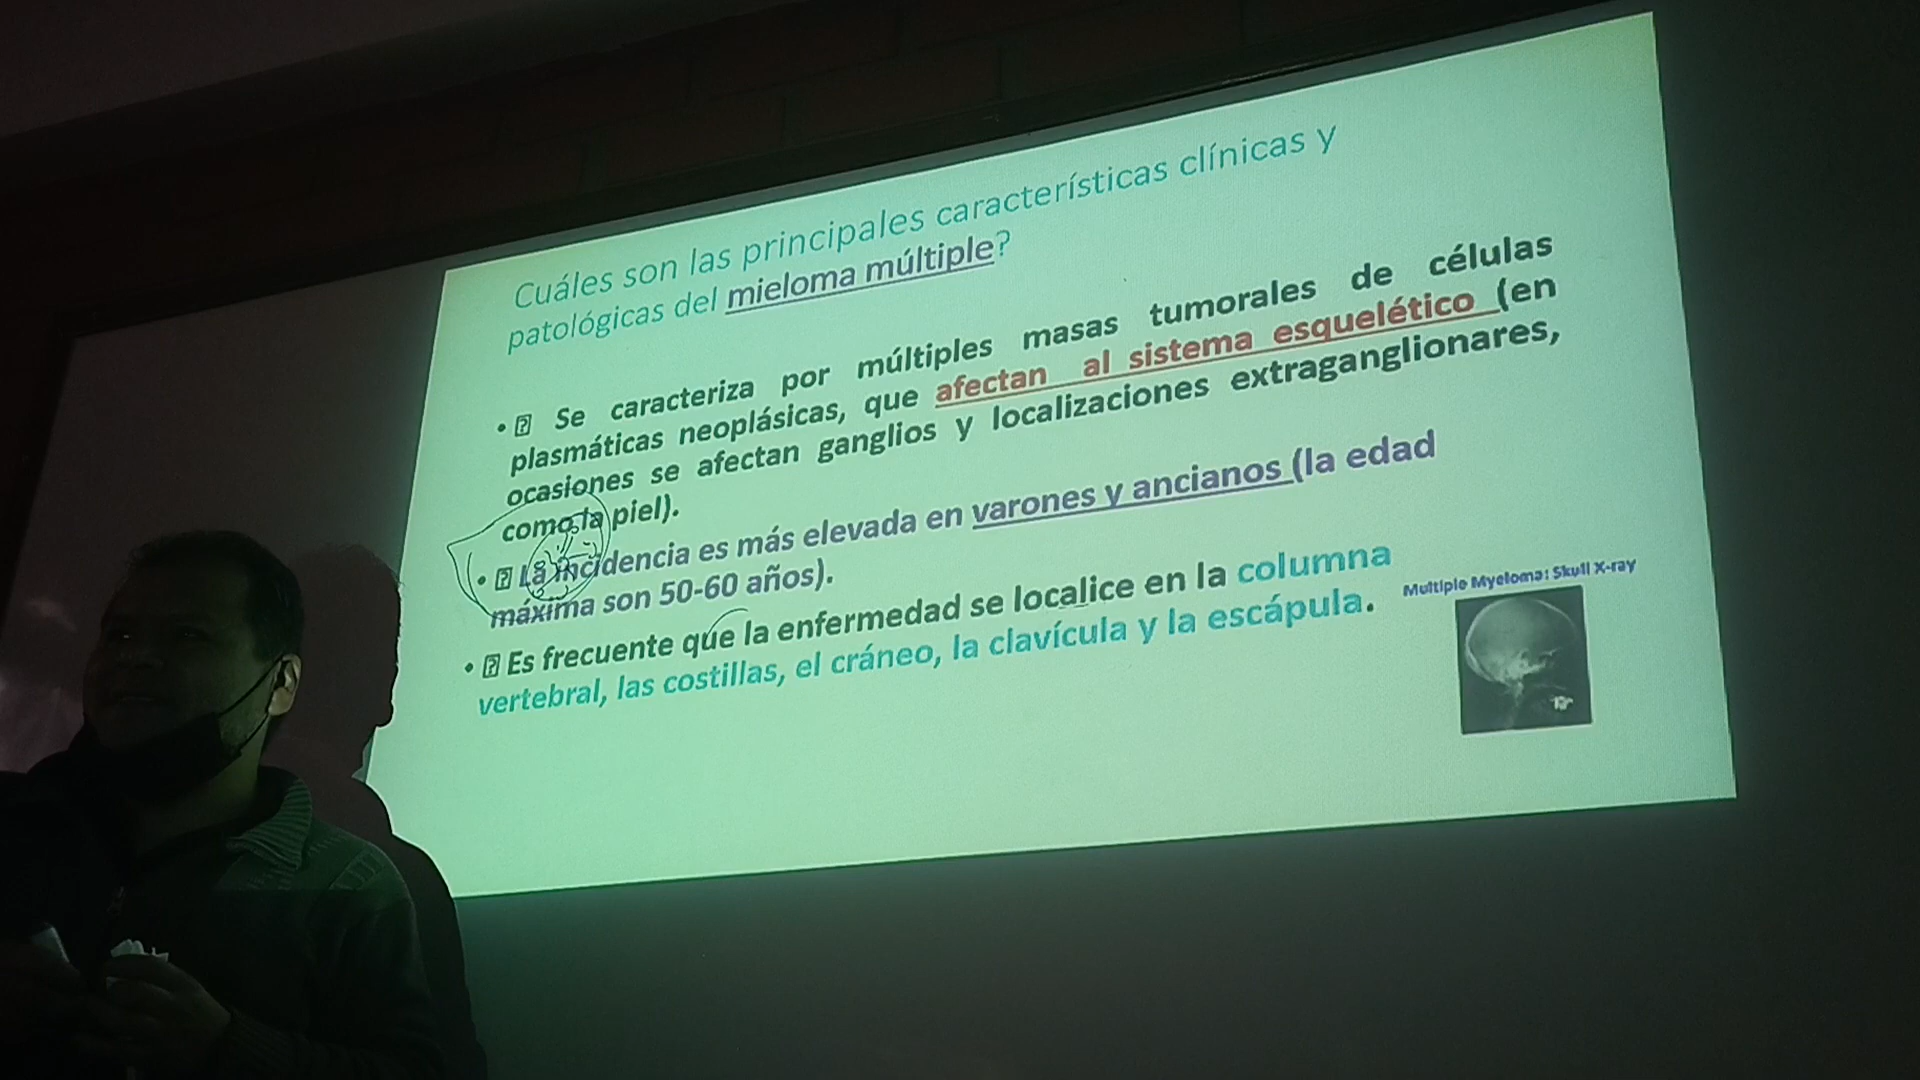 Cuáles son las principales características clínicas y
patológicas del mieloma múltiple?
• Se caracteriza por múltiples masas tumorales de células
plasmáticas neoplásicas, que afectan al sistema esquelético (en
ocasiones se afectan ganglios y localizaciones extraganglionares,
como la piel).
• La incidencia es más elevada en varones y ancianos (la edad
máxima son 50-60 años).
• Es frecuente que la enfermedad se localice en la columna
vertebral, las costillas, el cráneo, la clavícula y la escápula.
Multiple Myeloma: Skull X-ray